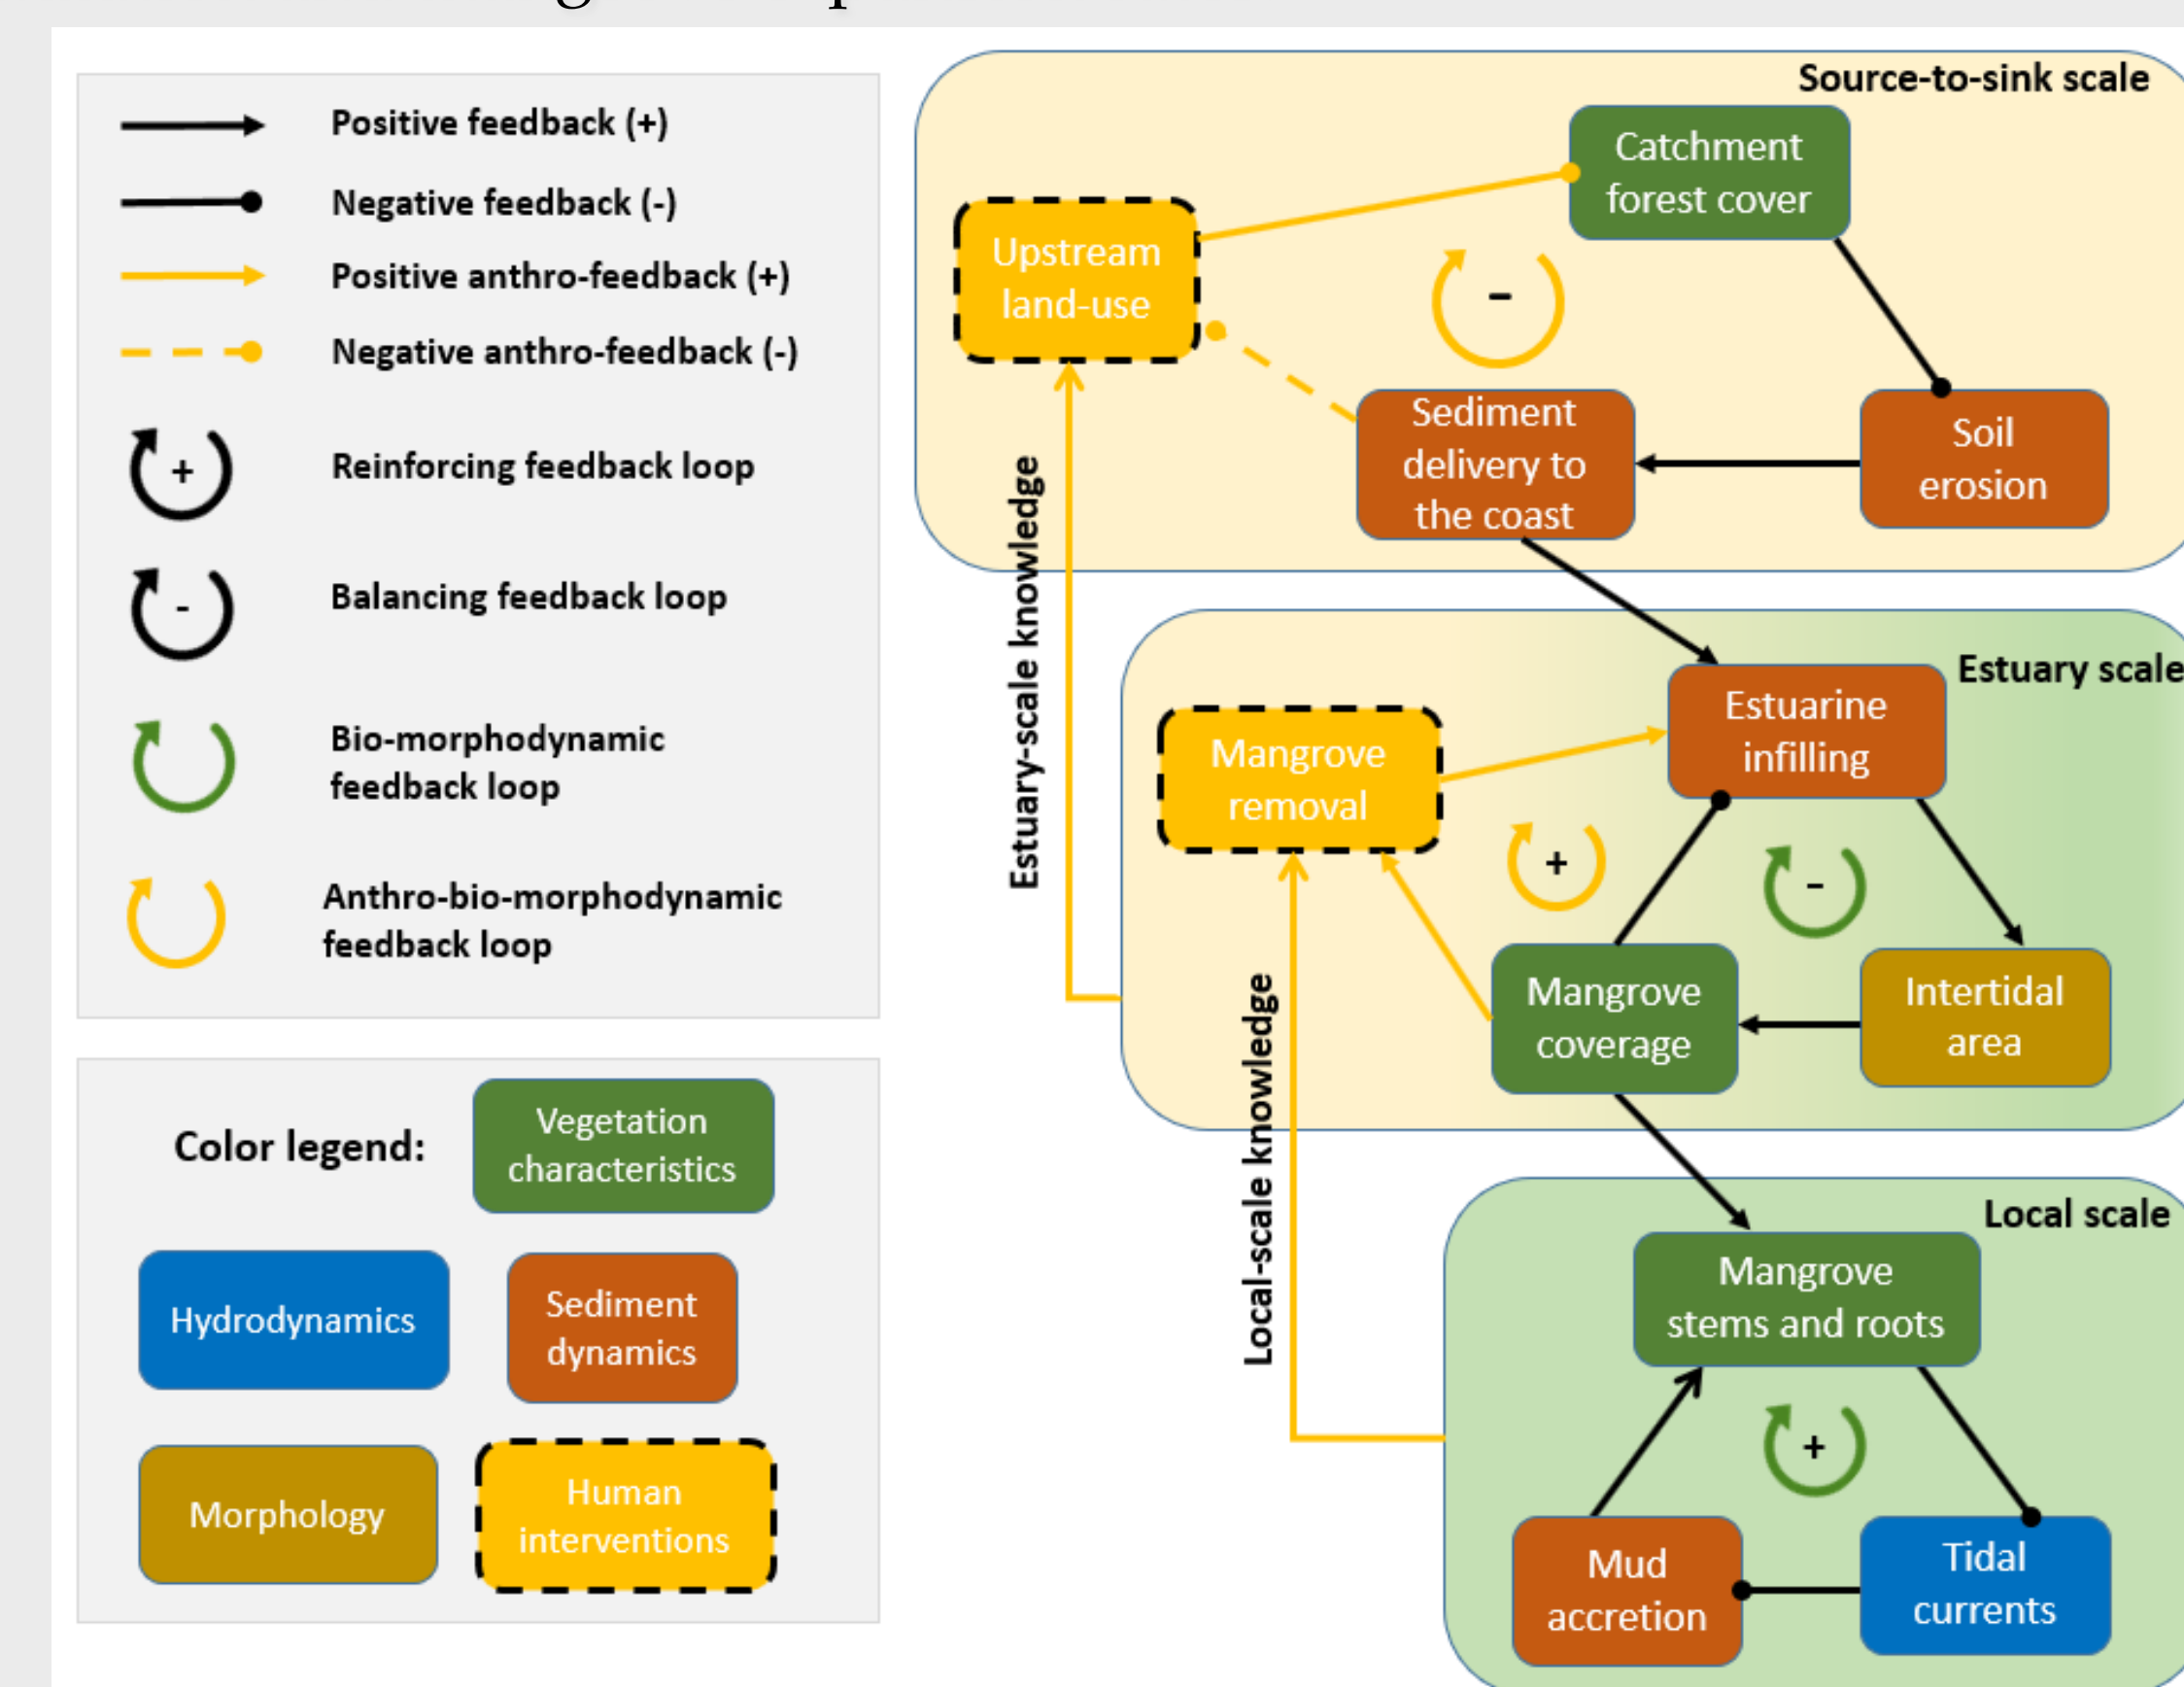 Positive feedback (+)
Negative feedback (-)
Positive anthro-feedback (+)
Negative anthro-feedback (-)
+
Reinforcing feedback loop
-
Balancing feedback loop
Bio-morphodynamic
feedback loop
Anthro-bio-morphodynamic
feedback loop
Color legend:
Vegetation
characteristics
Hydrodynamics
Sediment
dynamics
Morphology
Human
interventions
Source-to-sink scale
Catchment
forest cover
Upstream
land-use
-
Sediment
delivery to
the coast
Soil
erosion
Estuary-scale knowledge
Estuary scale
Estuarine
infilling
Mangrove
removal
+
-
Mangrove
coverage
Intertidal
area
Local-scale knowledge
Local scale
Mangrove
stems and roots
+
Mud
accretion
Tidal
currents